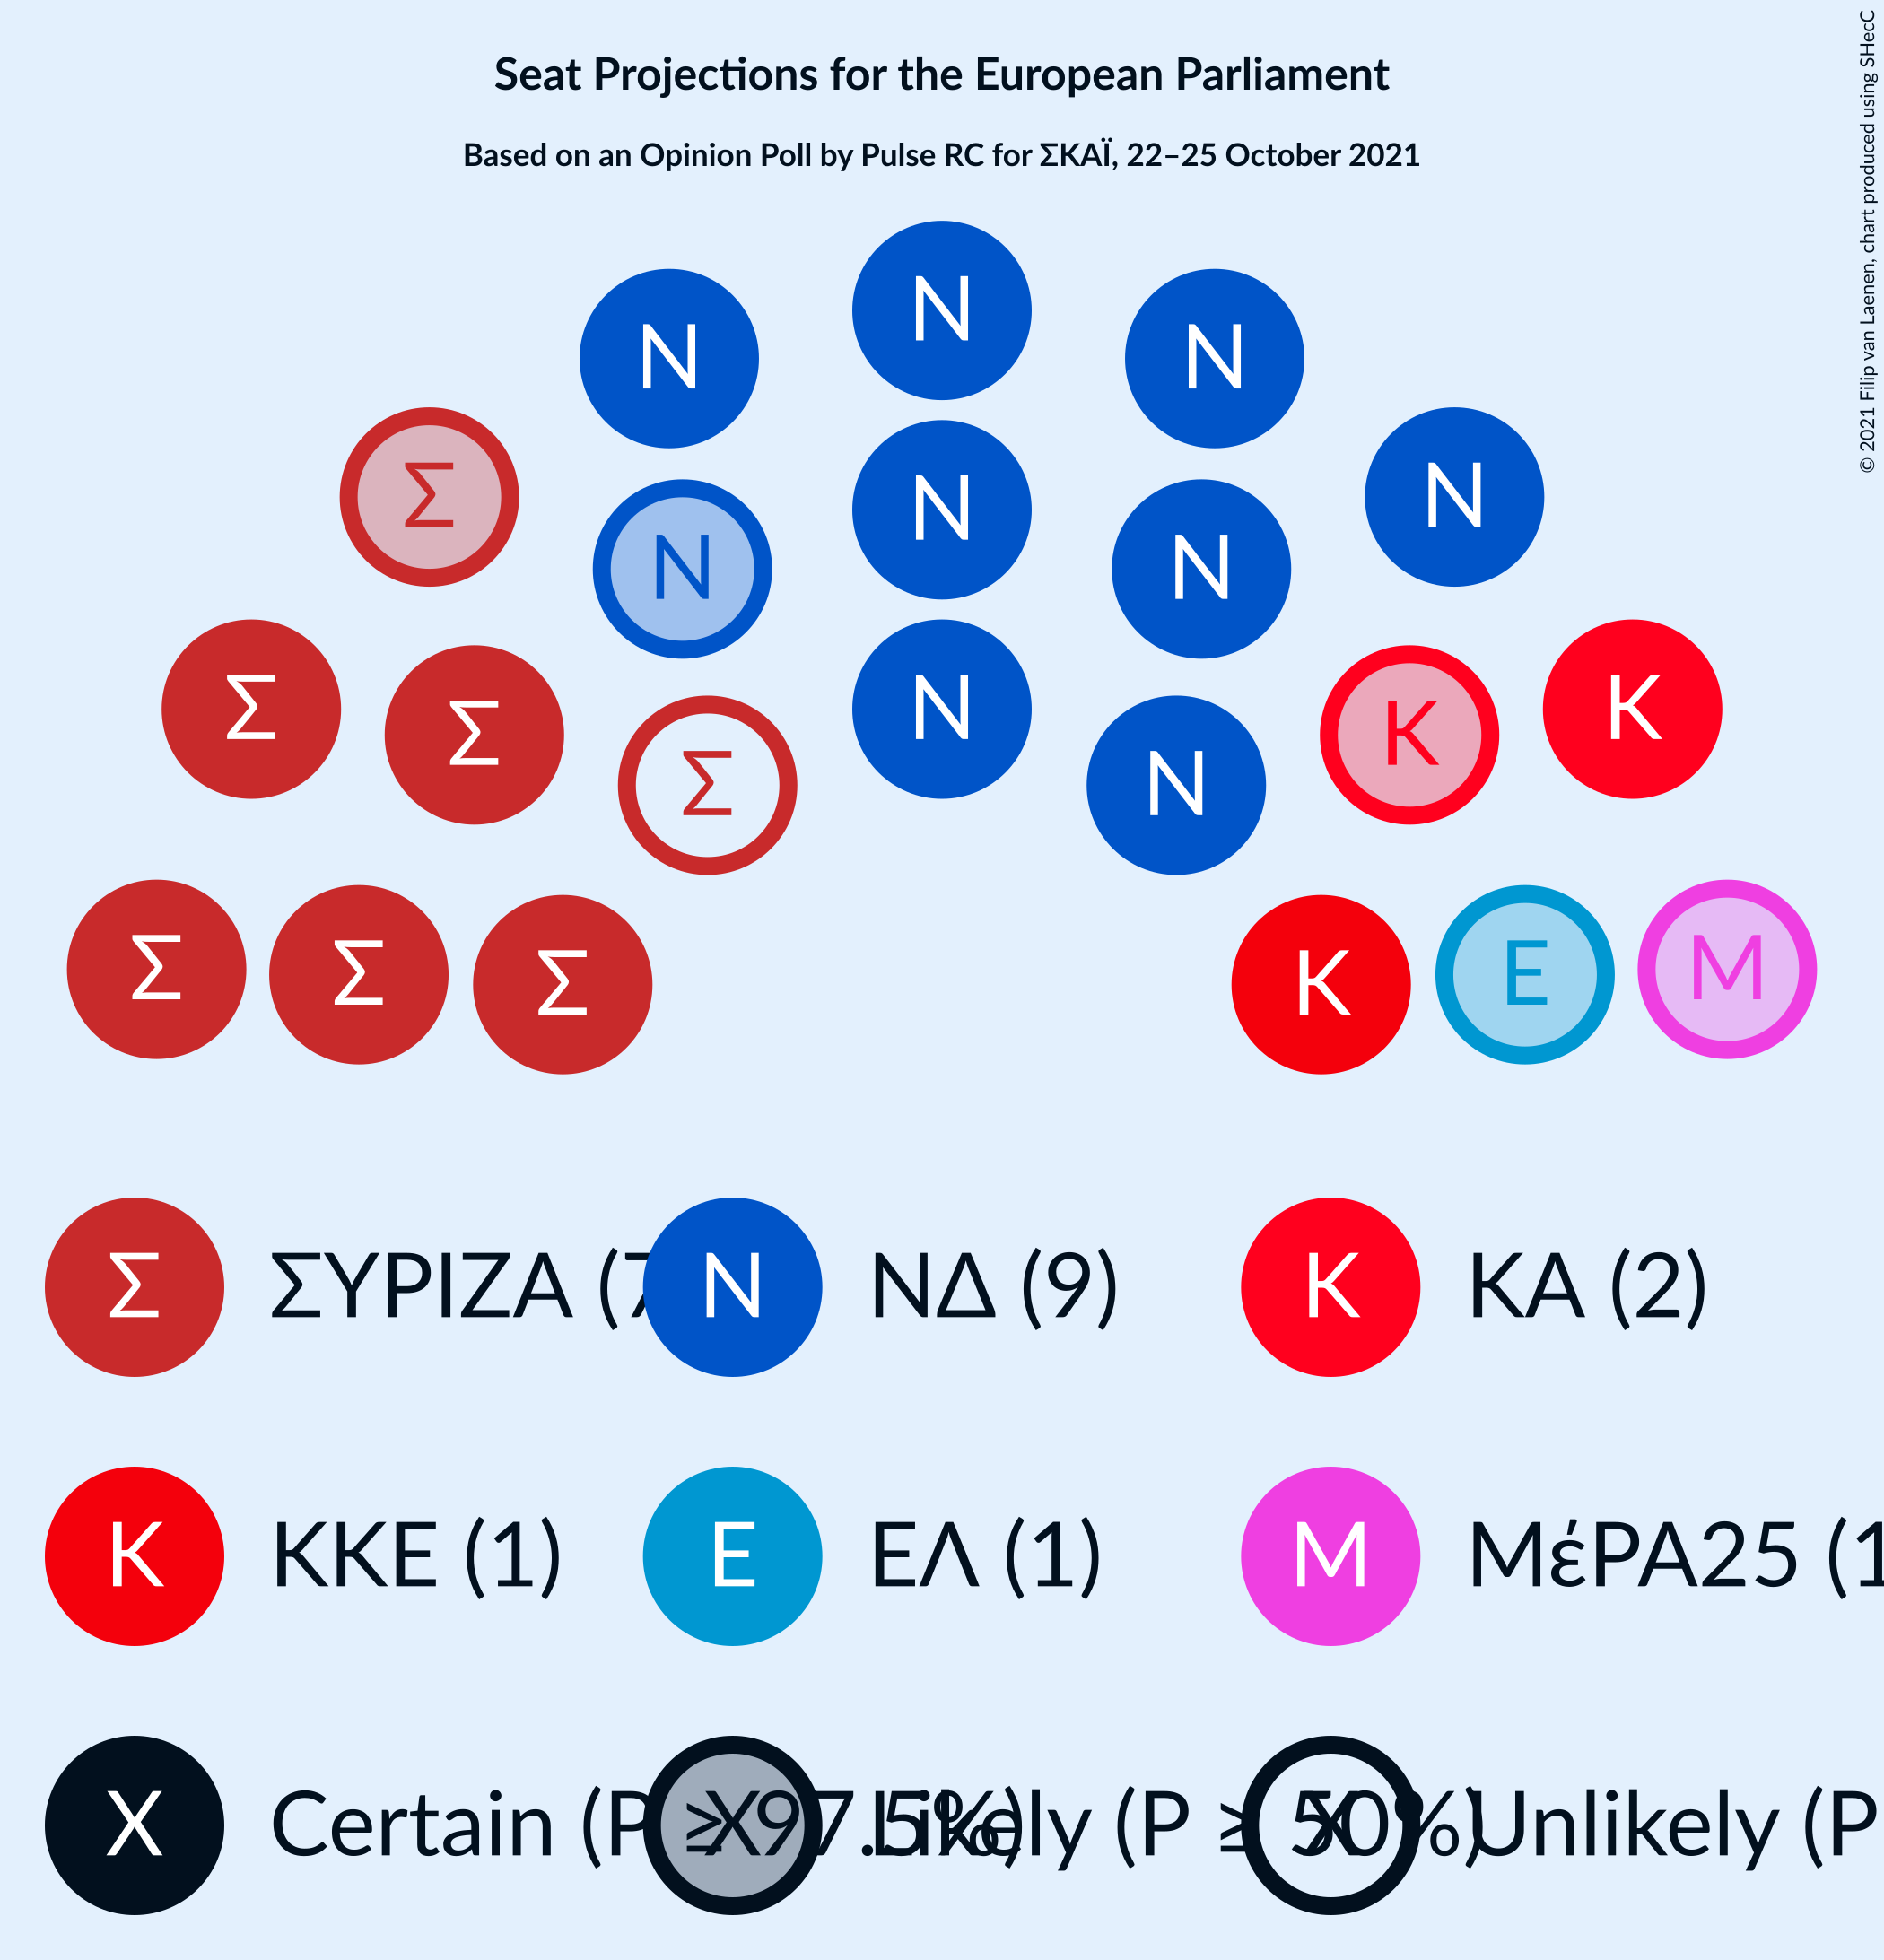 Seat Projections for the European Parliament
Based on an Opinion Poll by Pulse RC for ΣΚΑΪ, 22–25 October 2021
© 2021 Filip van Laenen, chart produced using SHecC
N
N N
Σ N
N
N N
Σ K
Σ K
Σ N
N
Σ M
Σ E
Σ K
Σ ΣΥΡΙΖΑ (7 N ΝΔ (9) K ΚΑ (2)
K ΚΚΕ (1) E ΕΛ (1) M ΜέΡΑ25 (1
X Certain (P ≥ 97.5%) X Likely (P ≥ 50%) X Unlikely (P